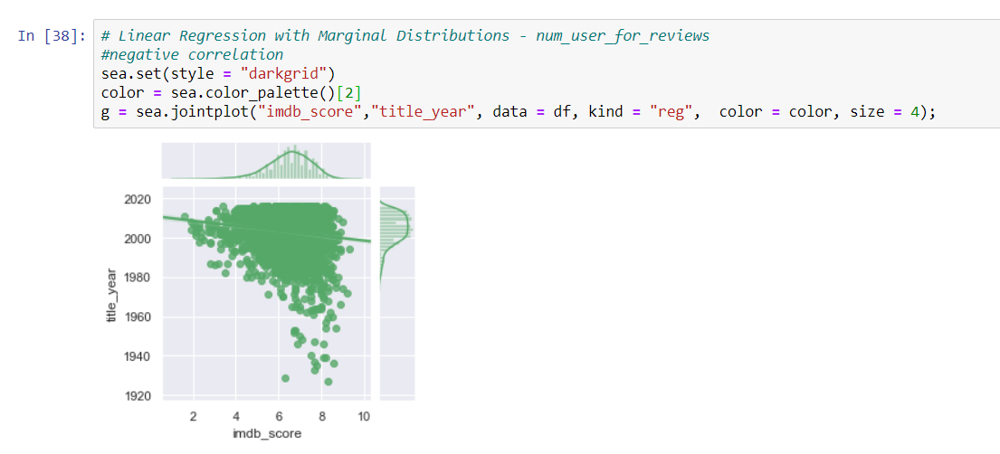 In [38]: # Linear Regression with Marginal Distributions - num_user_for_reviews
#negative correlation
sea.set(style = "darkgrid")
color = sea.color_palette()[2]
g = sea.jointplot("imdb_score","title_year", data = df, kind = "reg",  color = color, size = 4);
2020
2000
1980
1960
1940
1920
title_year
2 4 6 8 10
imdb_score